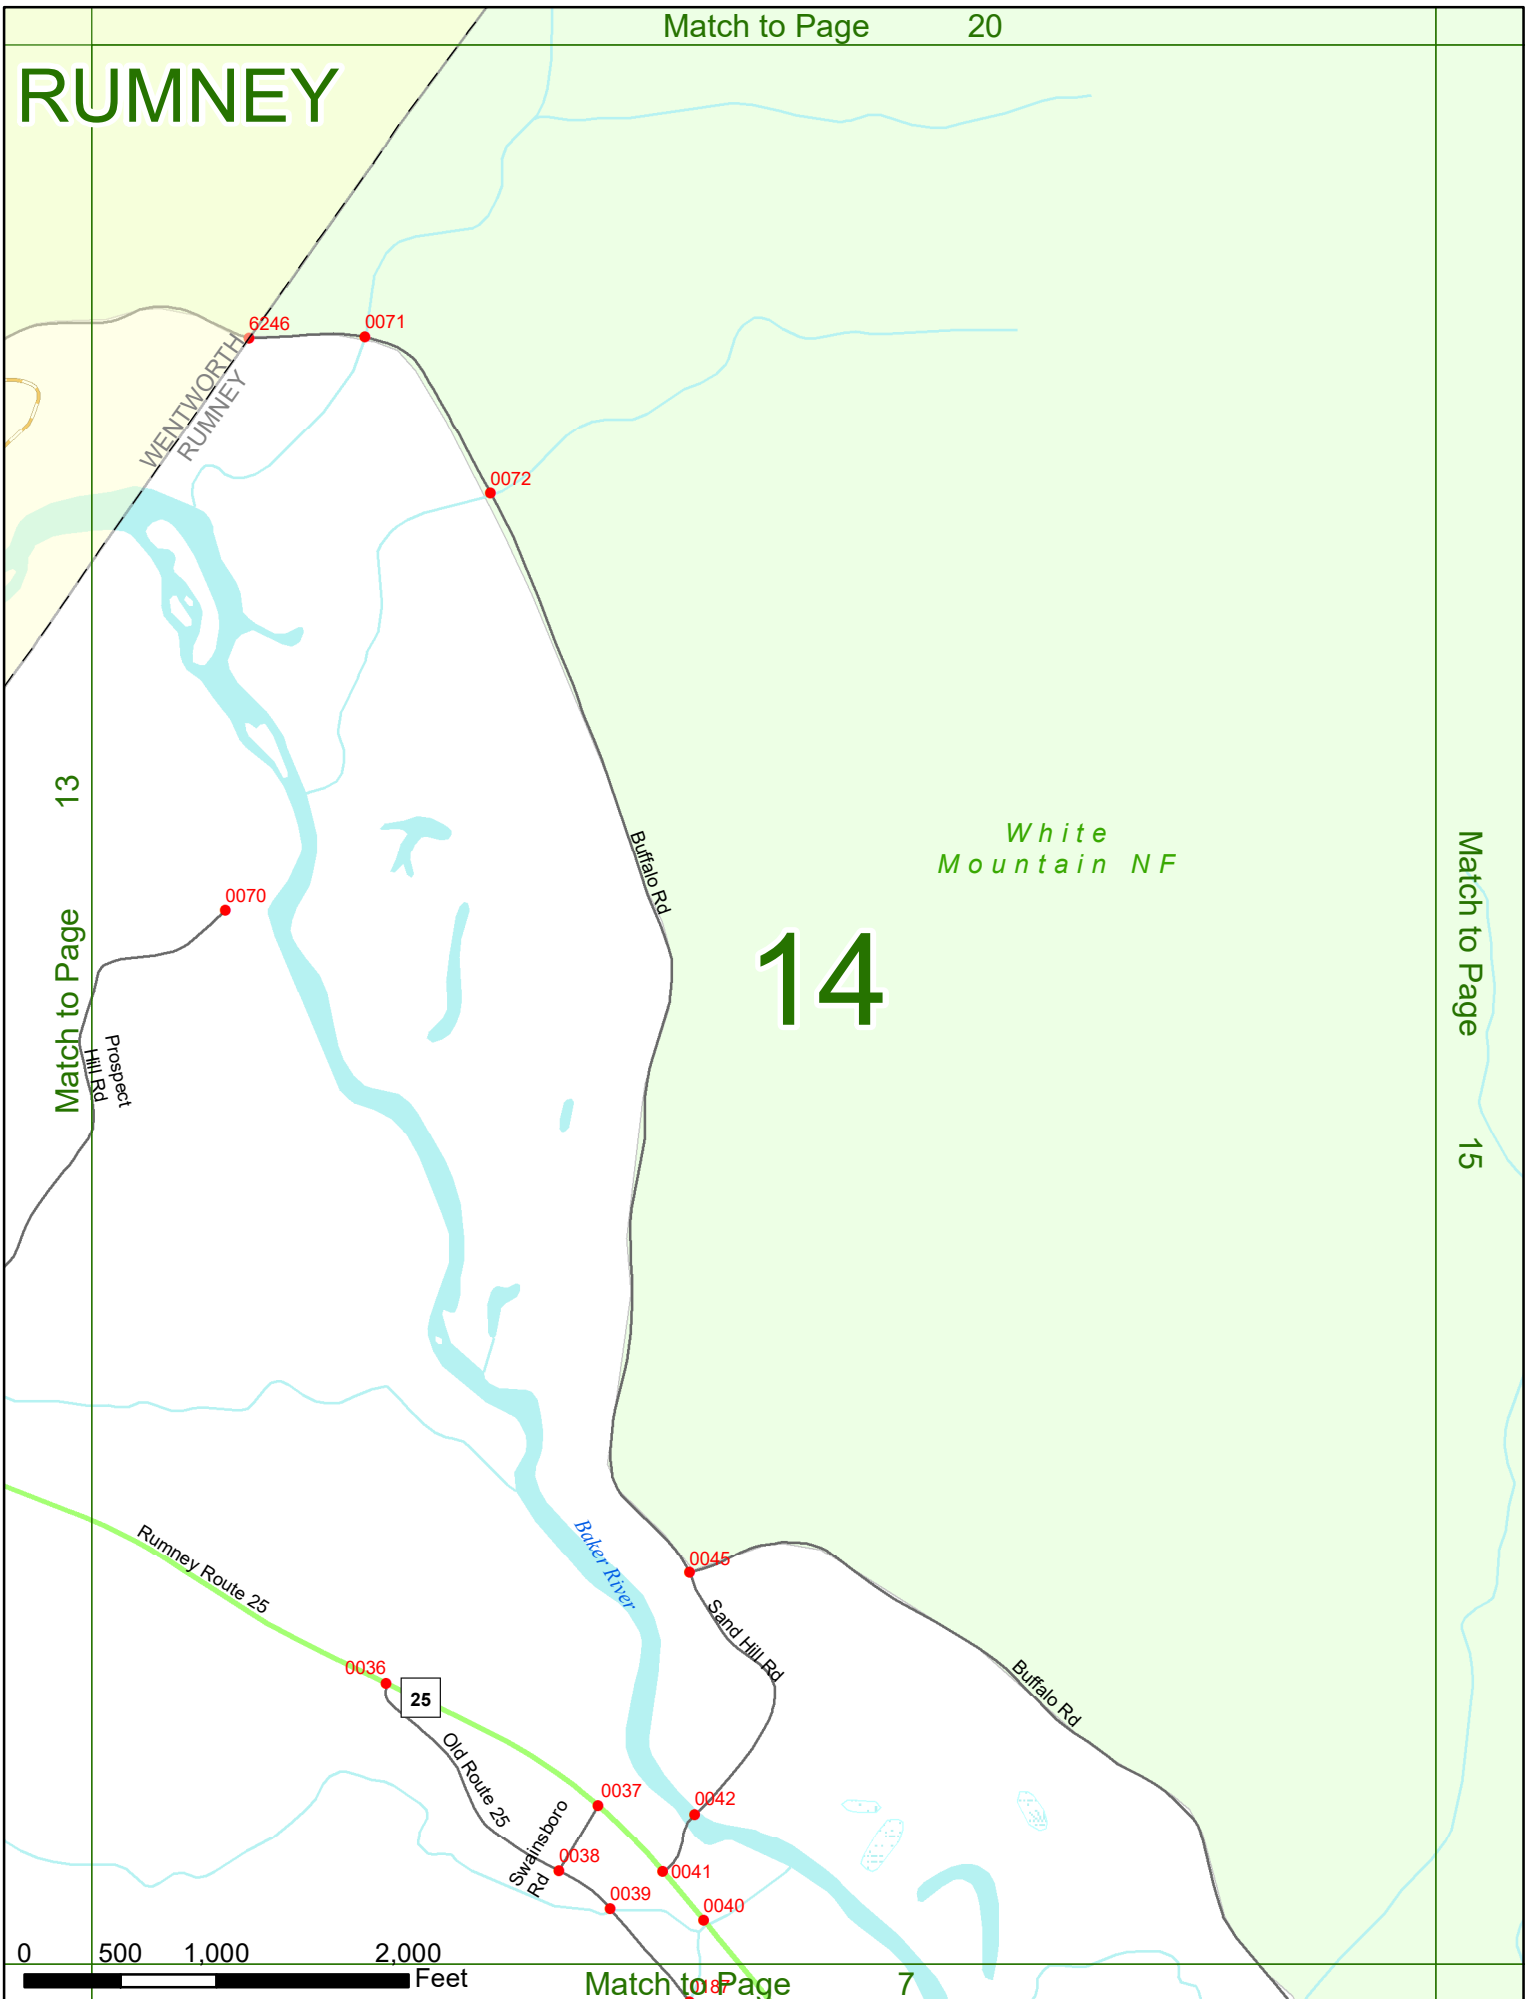 Match to Page 20
RUMNEY
6246
0071
WENTWORTH
RUMNEY
0072
13
Match to Page
White
Mountain NF
Buffalo Rd
Match to Page
15
0070
14
Prospect
Hill Rd
Baker River
0045
Rumney Route 25
Sand Hill Rd
0036
25
Buffalo Rd
Old Route 25
0037
0042
Swainsboro
Rd
0038
0041
0039
0040
0 500 1,000 2,000
Feet
Match to Page 7
0187